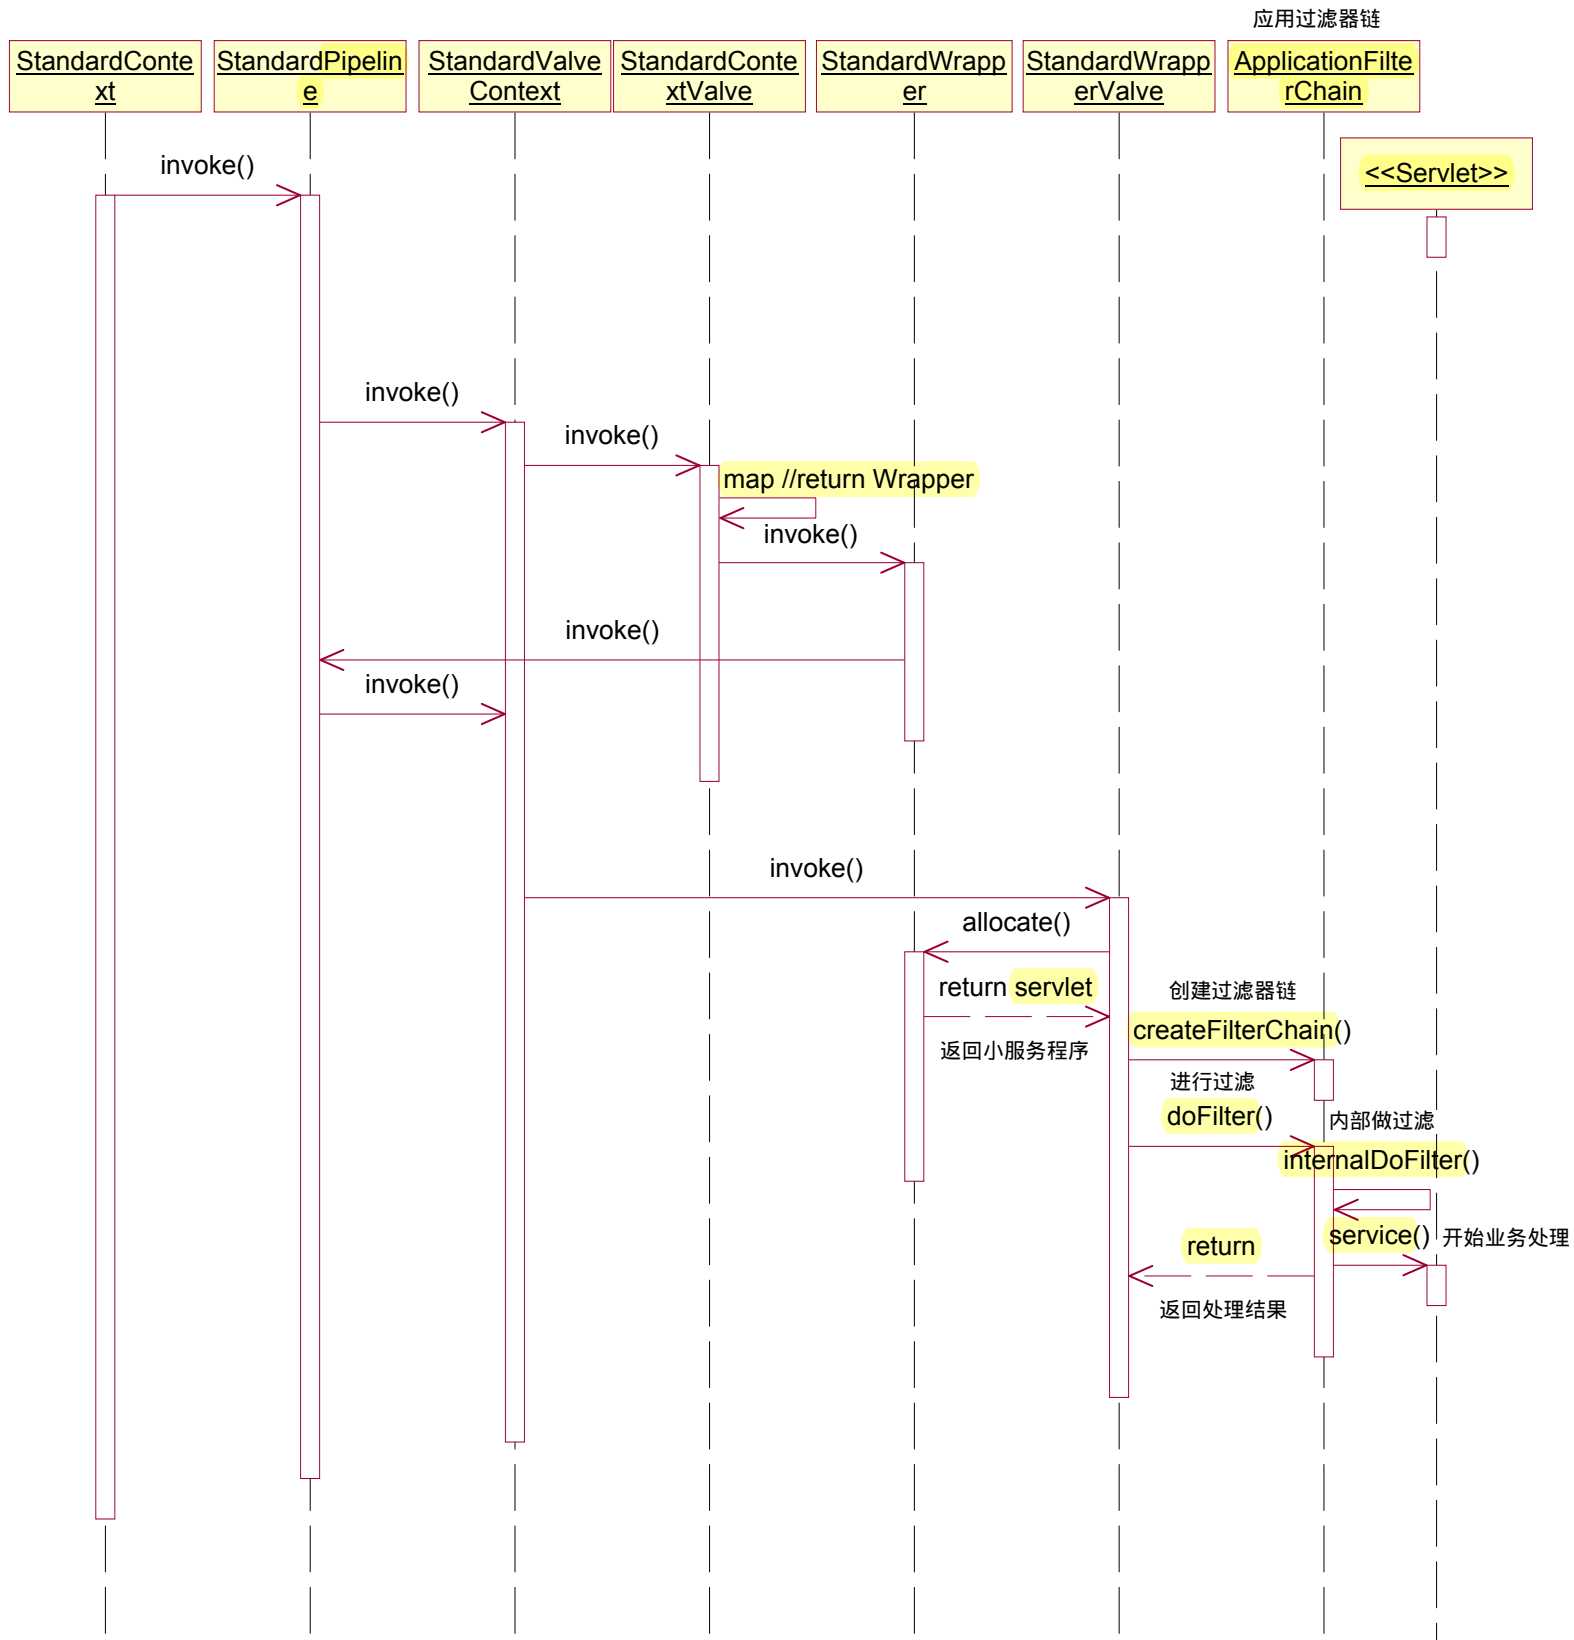 应用过滤器链
StandardConte
xt
StandardPipelin
e
StandardValve
Context
StandardConte
xtValve
StandardWrapp
er
StandardWrapp
erValve
ApplicationFilte
rChain
<<Servlet>>
invoke()
invoke()
invoke()
map //return Wrapper
invoke()
invoke()
invoke()
invoke()
allocate()
return servlet
返回小服务程序
创建过滤器链
createFilterChain()
进行过滤
doFilter()
内部做过滤
internalDoFilter()
service()
开始业务处理
return
返回处理结果